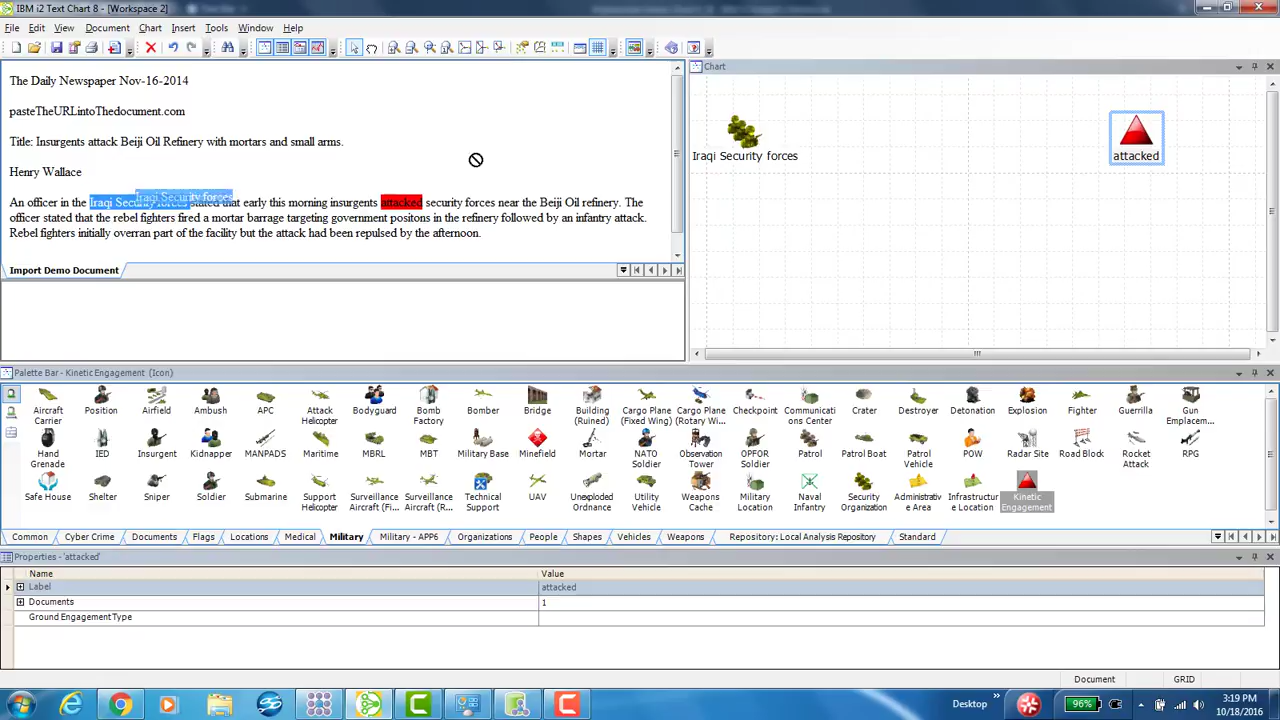 IBM i2 Text Chart 8 - [Workspace 2]
File Edit View Document Chart Insert Tools Window Help
The Daily Newspaper Nov-16-2014
pasteTheURLintoThedocument.com
Title: Insurgents attack Beiji Oil Refinery with mortars and small arms.
Henry Wallace
Iraqi Security forces
An officer in the Iraqi Security forces stated that early this morning insurgents attacked security forces near the Beiji Oil refinery. The
officer stated that the rebel fighters fired a mortar barrage targeting government positons in the refinery followed by an infantry attack.
Rebel fighters initially overran part of the facility but the attack had been repulsed by the afternoon.
Import Demo Document
Chart
Iraqi Security forces
attacked
Palette Bar - Kinetic Engagement (Icon)
Aircraft Carrier
Position
Airfield
Ambush
APC
Attack Helicopter
Bodyguard
Bomb Factory
Bomber
Bridge
Building (Ruined)
Cargo Plane (Fixed Wing)
Cargo Plane (Rotary Wi...
Checkpoint
Communicati ons Center
Crater
Destroyer
Detonation
Explosion
Fighter
Guerrilla
Gun Emplacem...
Hand Grenade
IED
Insurgent
Kidnapper
MANPADS
Maritime
MBRL
MBT
Military Base
Minefield
Mortar
NATO Soldier
Observation Tower
OPFOR Soldier
Patrol
Patrol Boat
Patrol Vehicle
POW
Radar Site
Road Block
Rocket Attack
RPG
Safe House
Shelter
Sniper
Soldier
Submarine
Support Helicopter
Surveillance Aircraft (Fi...
Surveillance Aircraft (R...
Technical Support
UAV
Unexploded Ordnance
Utility Vehicle
Weapons Cache
Military Location
Naval Infantry
Security Organization
Administrativ e Area
Infrastructur e Location
Kinetic Engagement
Common Cyber Crime Documents Flags Locations Medical Military Military - APP6 Organizations People Shapes Vehicles Weapons Repository: Local Analysis Repository Standard
Properties - 'attacked'
Name Value
Label attacked
Documents 1
Ground EngagementType
Document GRID
Desktop 96% 3:19 PM
10/18/2016